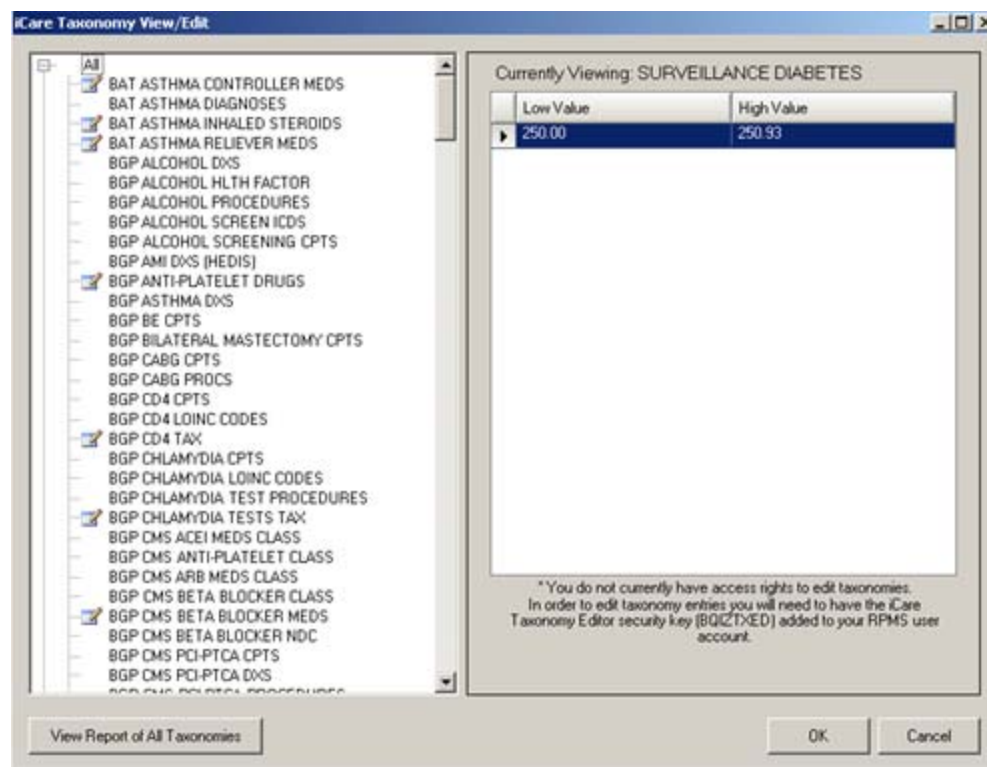 iCare Taxonomy View/Edit
All
BAT ASTHMA CONTROLLER MEDS
BAT ASTHMA DIAGNOSES
BAT ASTHMA INHALED STEROIDS
BAT ASTHMA RELIEVER MEDS
BGP ALCOHOL DXS
BGP ALCOHOL HLTH FACTOR
BGP ALCOHOL PROCEDURES
BGP ALCOHOL SCREEN ICDS
BGP ALCOHOL SCREENING CPTS
BGP AMI DXS (HEDIS)
BGP ANTI-PLATELET DRUGS
BGP ASTHMA DXS
BGP BE CPTS
BGP BILATERAL MASTECTOMY CPTS
BGP CABG CPTS
BGP CABG PROCS
BGP CD4 CPTS
BGP CD4 LOINC CODES
BGP CD4 TAX
BGP CHLAMYDIA CPTS
BGP CHLAMYDIA LOINC CODES
BGP CHLAMYDIA TEST PROCEDURES
BGP CHLAMYDIA TESTS TAX
BGP CMS ACEI MEDS CLASS
BGP CMS ANTI-PLATELET CLASS
BGP CMS ARB MEDS CLASS
BGP CMS BETA BLOCKER CLASS
BGP CMS BETA BLOCKER MEDS
BGP CMS BETA BLOCKER NDC
BGP CMS PCI-PTCA CPTS
BGP CMS PCI-PTCA DXS
BGP CMS PCI-PTCA PROCEDURES
Currently Viewing: SURVEILLANCE DIABETES
Low Value High Value
250.00 250.93
* You do not currently have access rights to edit taxonomies.
In order to edit taxonomy entries you will need to have the iCare
Taxonomy Editor security key (BQIZTXED) added to your RPMS user
account.
View Report of All Taxonomies OK Cancel